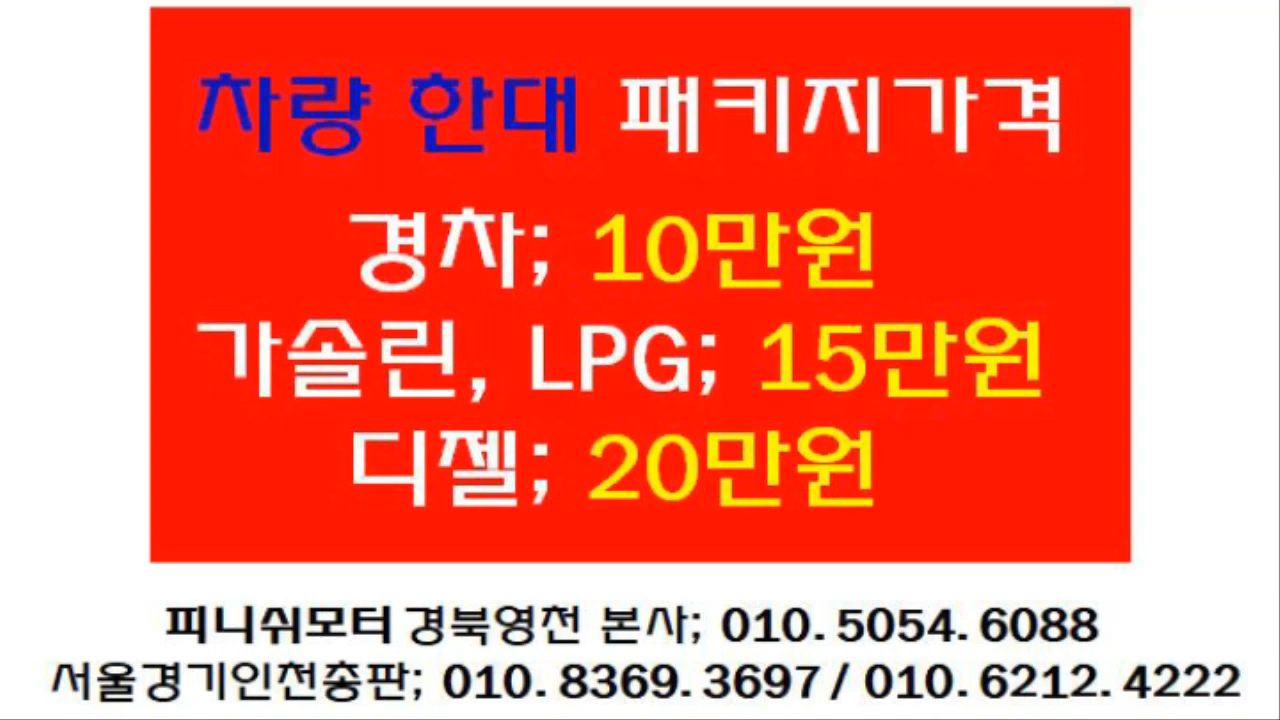 차량 한대 패키지가격
경차; 10만원
가솔린, LPG; 15만원
디젤; 20만원
피니쉬모터 경북영천 본사; 010. 5054. 6088
서울경기인천총판; 010. 8369. 3697 / 010. 6212. 4222